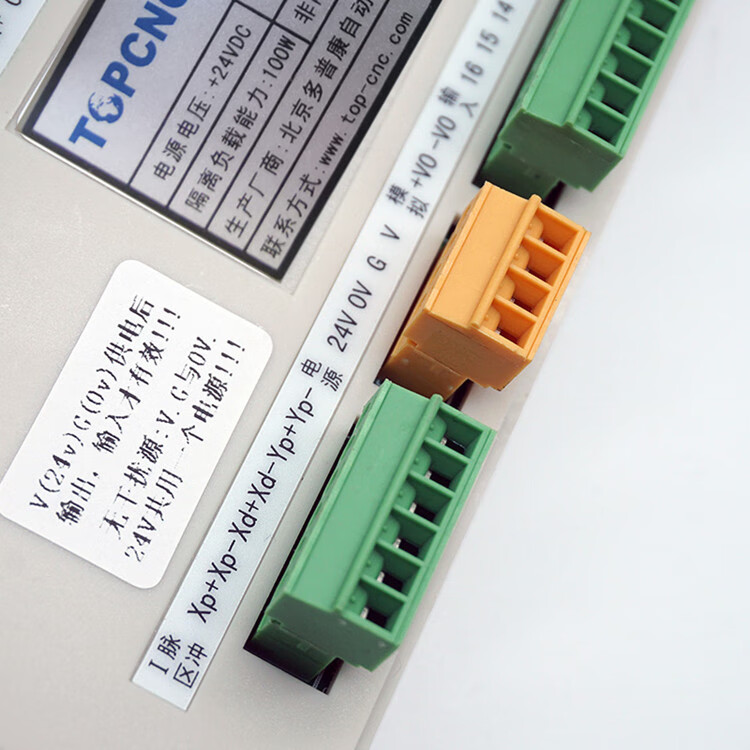 TOPCNC
电源电压:+24VDC
隔离负载能力:100W
生产厂商:北京多普康自动
联系方式:www.top-cnc.com
V(24v)G(0v)供电后
输出，输入才有效!!!
无干扰源:V.G与0V.
24V共用一个电源!!!
I区 脉冲 Xp+Xp-Xd+Xd-Yp+Yp- 电源 24V 0V G V 模拟 +V0-V0 输入 16 15 14